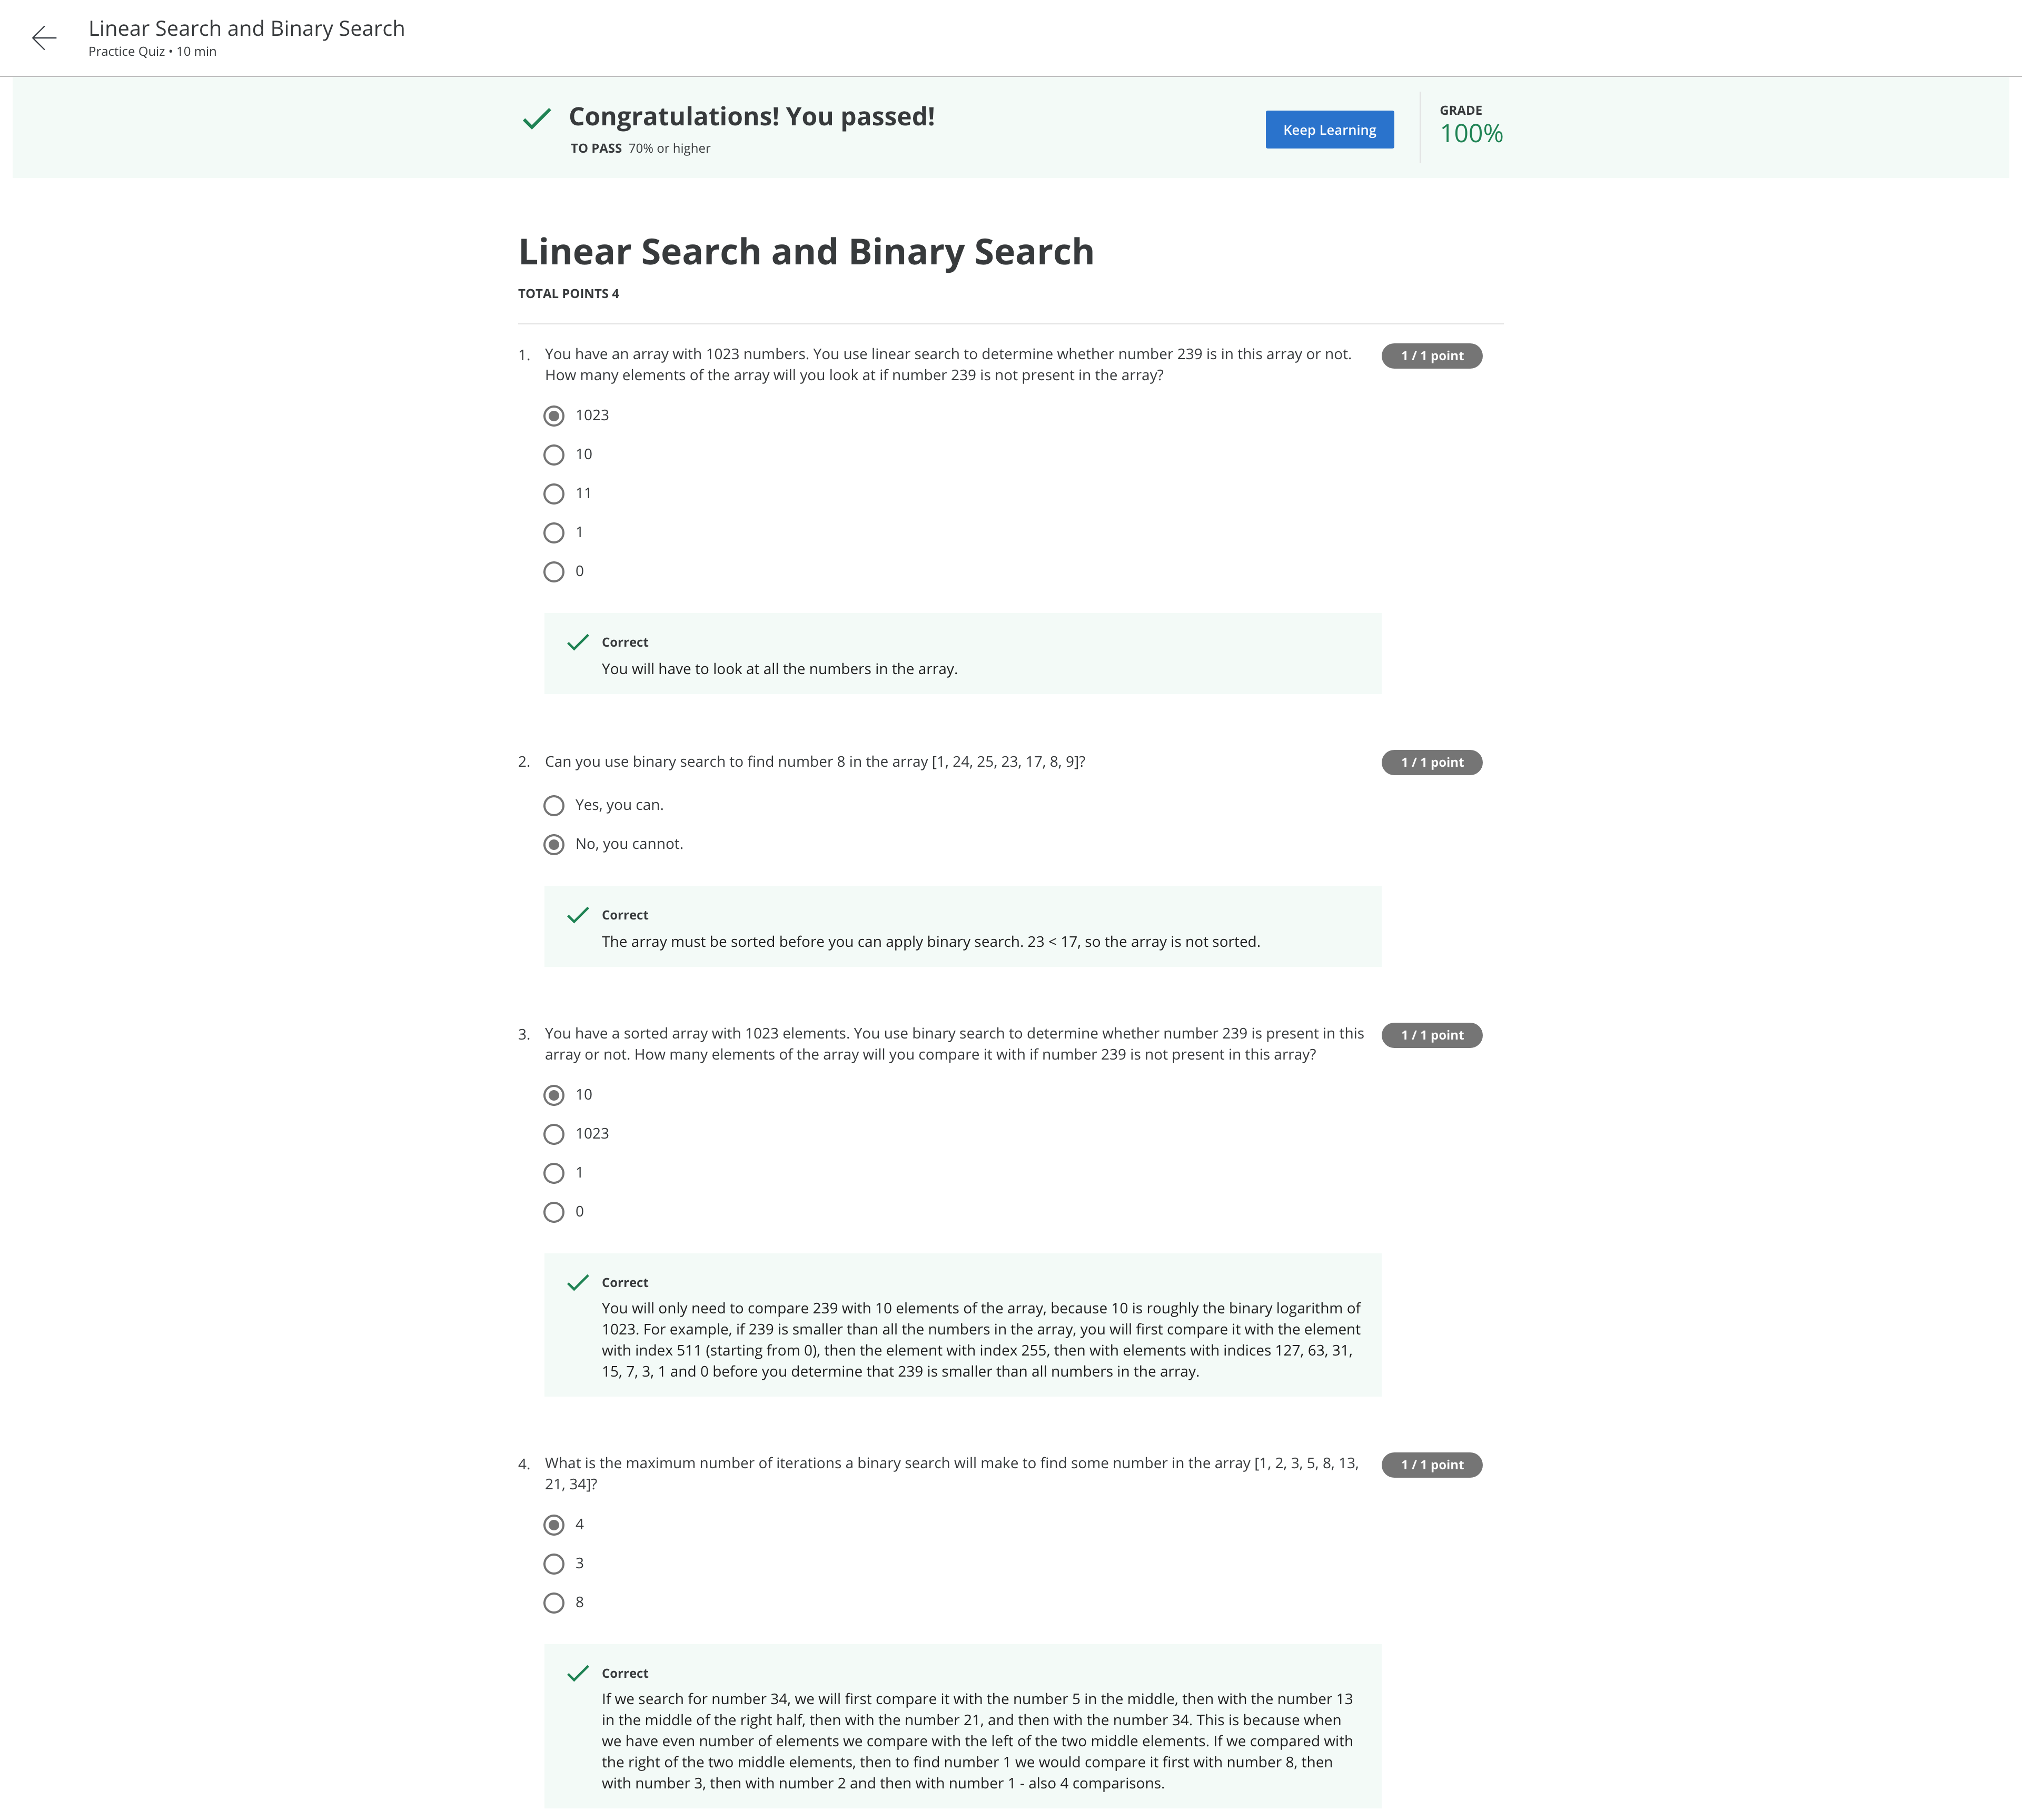 Linear Search and Binary Search
Practice Quiz • 10 min
Congratulations! You passed!
TO PASS 70% or higher
Keep Learning
GRADE
100%
Linear Search and Binary Search
TOTAL POINTS 4
1. You have an array with 1023 numbers. You use linear search to determine whether number 239 is in this array or not.
How many elements of the array will you look at if number 239 is not present in the array?
1 / 1 point
1023
10
11
1
0
Correct
You will have to look at all the numbers in the array.
2. Can you use binary search to find number 8 in the array [1, 24, 25, 23, 17, 8, 9]?
1 / 1 point
Yes, you can.
No, you cannot.
Correct
The array must be sorted before you can apply binary search. 23 < 17, so the array is not sorted.
3. You have a sorted array with 1023 elements. You use binary search to determine whether number 239 is present in this
array or not. How many elements of the array will you compare it with if number 239 is not present in this array?
1 / 1 point
10
1023
1
0
Correct
You will only need to compare 239 with 10 elements of the array, because 10 is roughly the binary logarithm of
1023. For example, if 239 is smaller than all the numbers in the array, you will first compare it with the element
with index 511 (starting from 0), then the element with index 255, then with elements with indices 127, 63, 31,
15, 7, 3, 1 and 0 before you determine that 239 is smaller than all numbers in the array.
4. What is the maximum number of iterations a binary search will make to find some number in the array [1, 2, 3, 5, 8, 13,
21, 34]?
1 / 1 point
4
3
8
Correct
If we search for number 34, we will first compare it with the number 5 in the middle, then with the number 13
in the middle of the right half, then with the number 21, and then with the number 34. This is because when
we have even number of elements we compare with the left of the two middle elements. If we compared with
the right of the two middle elements, then to find number 1 we would compare it first with number 8, then
with number 3, then with number 2 and then with number 1 - also 4 comparisons.